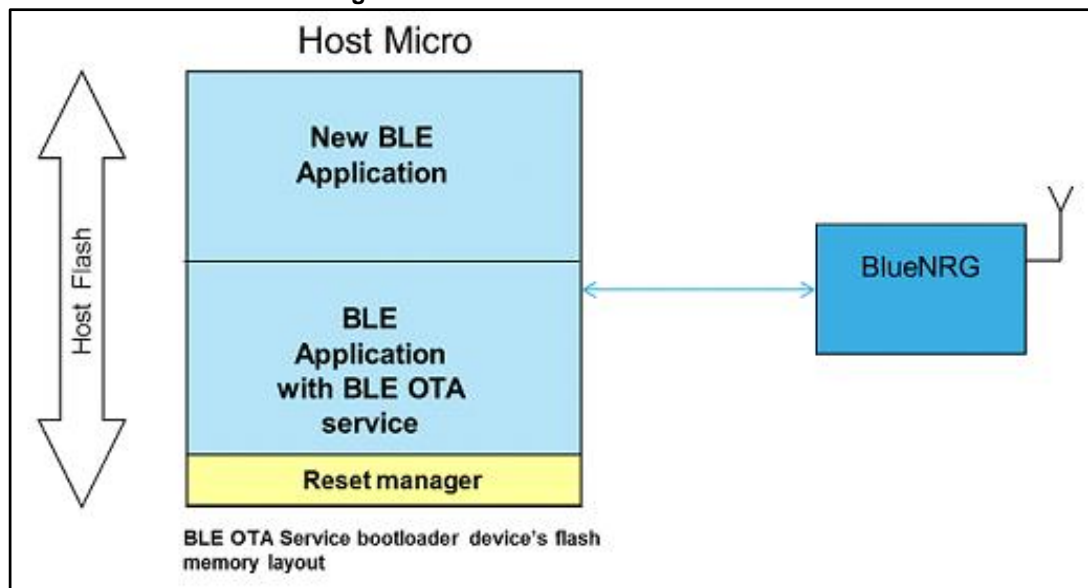 Host Micro
New BLE
Application
Host Flash
BLE
Application
with BLE OTA
service
BlueNRG
Reset manager
BLE OTA Service bootloader device's flash
memory layout